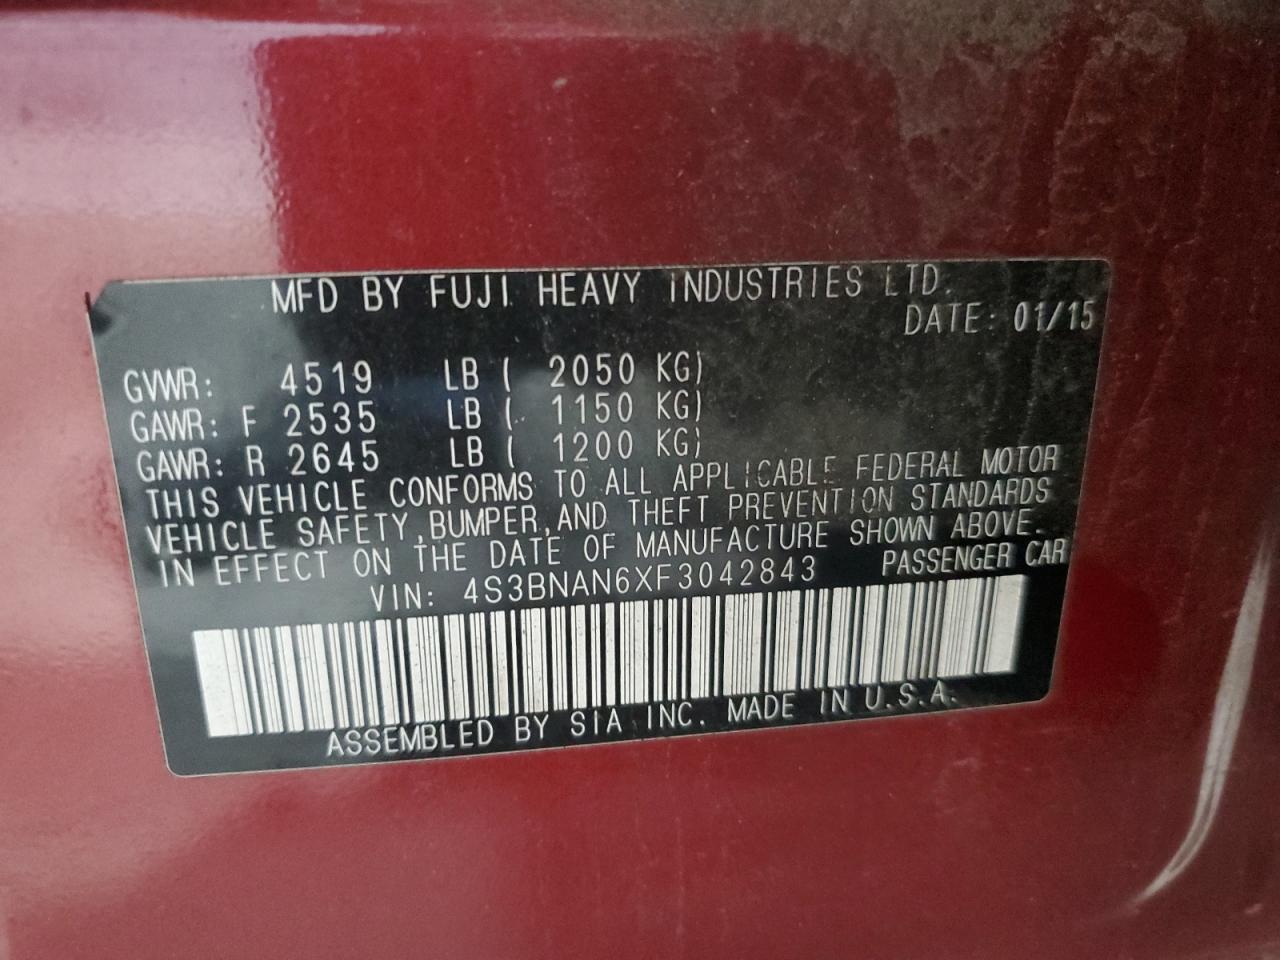 MFD BY FUJI HEAVY INDUSTRIES LTD.
DATE: 01/15
GVWR: 4519 LB ( 2050 KG)
GAWR: F 2535 LB ( 1150 KG)
GAWR: R 2645 LB ( 1200 KG)
THIS VEHICLE CONFORMS TO ALL APPLICABLE FEDERAL MOTOR
VEHICLE SAFETY, BUMPER, AND THEFT PREVENTION STANDARDS
IN EFFECT ON THE DATE OF MANUFACTURE SHOWN ABOVE.
VIN: 4S3BNAN6XF3042843 PASSENGER CAR
ASSEMBLED BY SIA INC. MADE IN U.S.A.